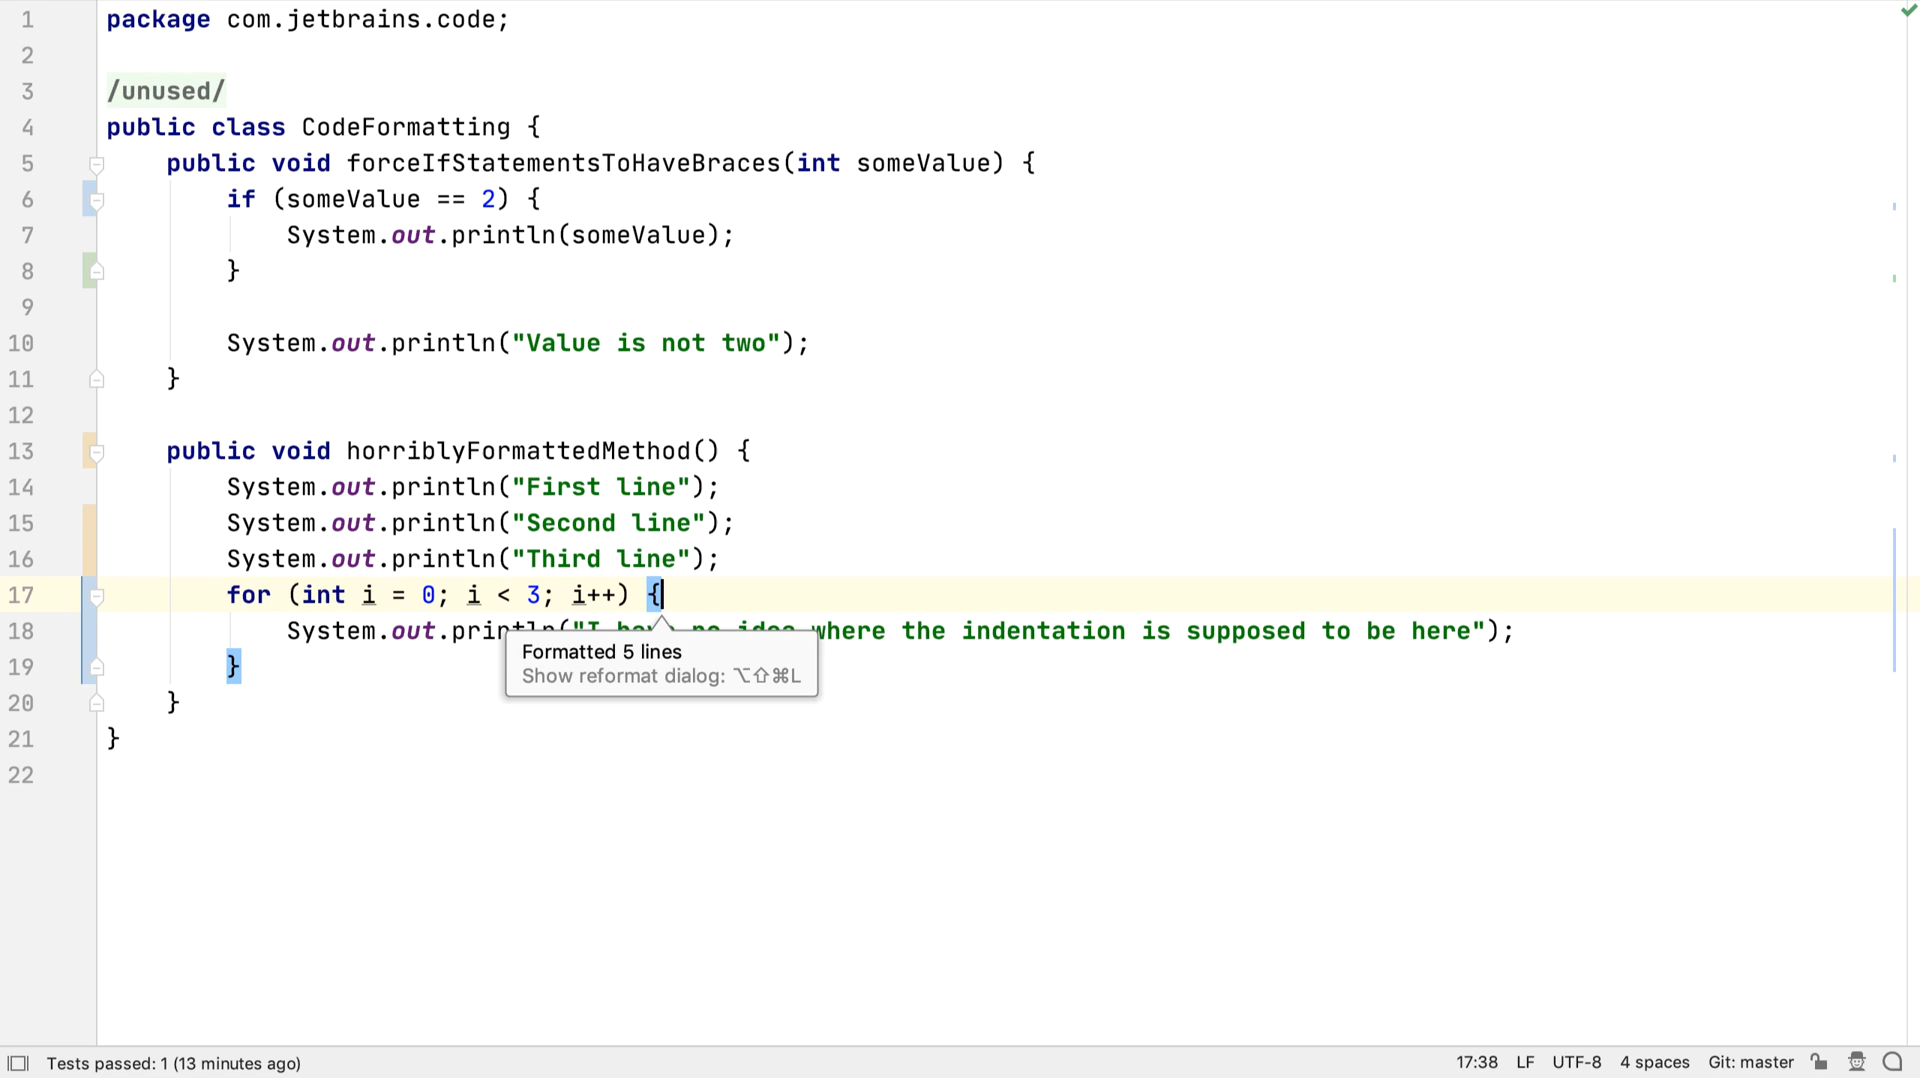 1 package com.jetbrains.code;
2
3 /unused/
4 public class CodeFormatting {
5 public void forceIfStatementsToHaveBraces(int someValue) {
6 if (someValue == 2) {
7 System.out.println(someValue);
8 }
9
10 System.out.println("Value is not two");
11 }
12
13 public void horriblyFormattedMethod() {
14 System.out.println("First line");
15 System.out.println("Second line");
16 System.out.println("Third line");
17 for (int i = 0; i < 3; i++) {
18 System.out.println("I have no idea where the indentation is supposed to be here");
Formatted 5 lines
Show reformat dialog: ⌥⇧⌘L
19 }
20 }
21 }
22
Tests passed: 1 (13 minutes ago) 17:38 LF UTF-8 4 spaces Git: master